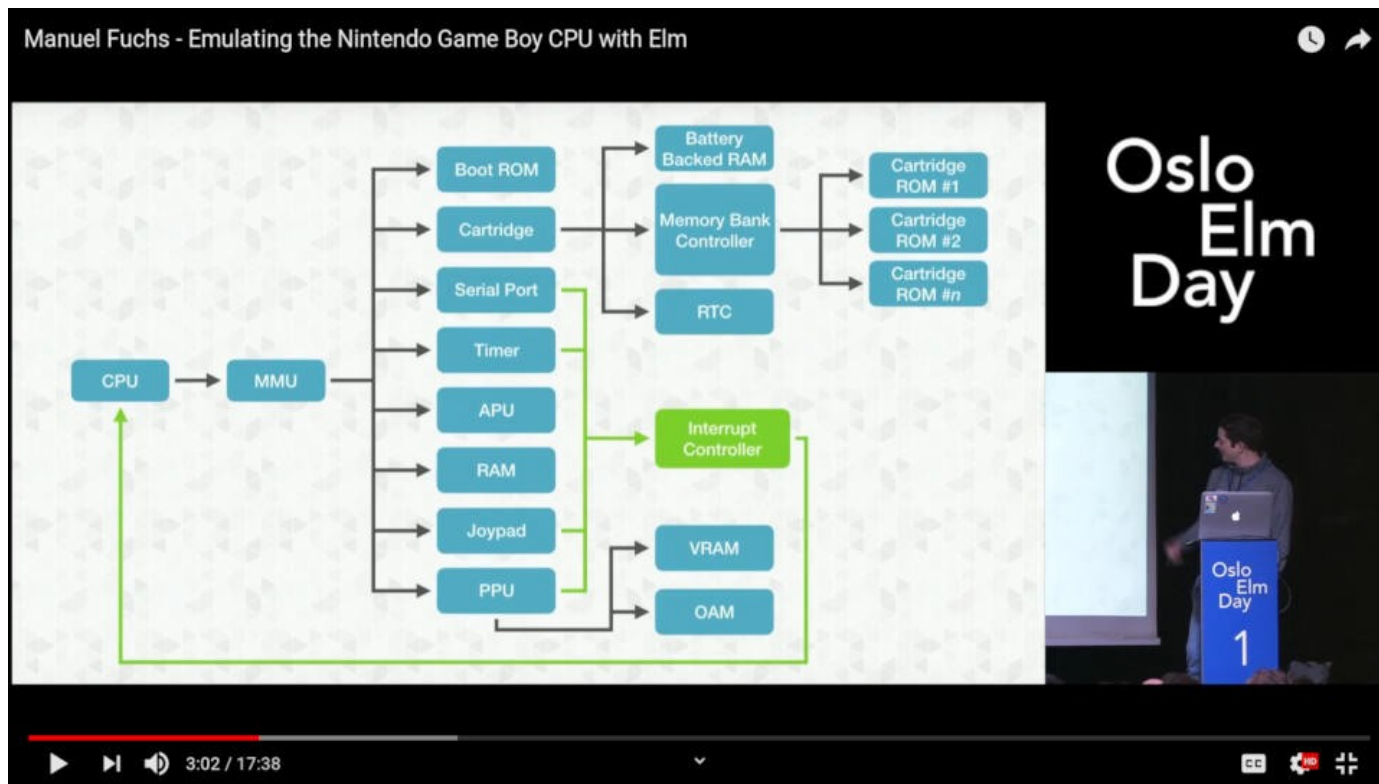 Manuel Fuchs - Emulating the Nintendo Game Boy CPU with Elm
Battery
Backed RAM
Boot ROM
Cartridge
ROM #1
Cartridge
Memory Bank
Controller
Cartridge
ROM #2
Serial Port
Cartridge
ROM #n
RTC
Timer
CPU
MMU
APU
Interrupt
Controller
RAM
Joypad
VRAM
PPU
OAM
Oslo
Elm
Day
Oslo
Elm
Day
1
3:02 / 17:38
CC
HD